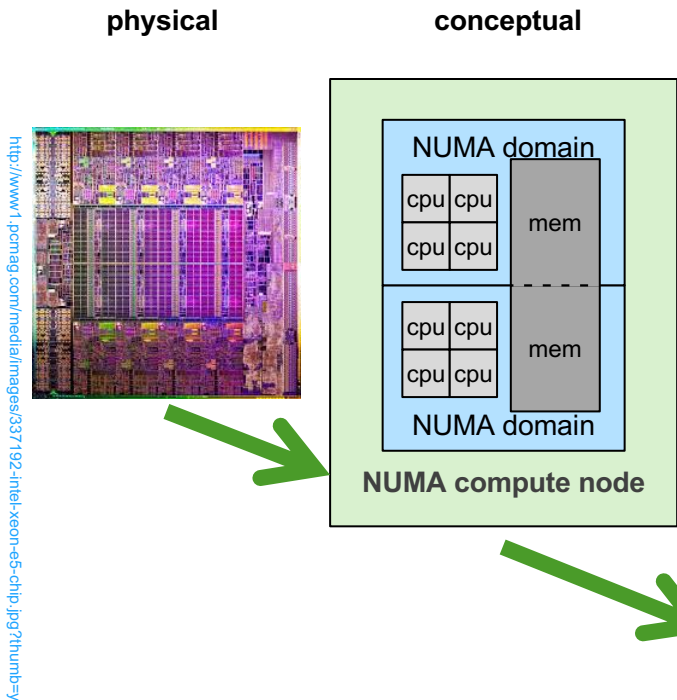 physical
conceptual
http://www1.pcmag.com/media/images/337192-intel-xeon-e5-chip.jpg?thumb=y
NUMA domain
cpu cpu
cpu cpu
mem
cpu cpu
cpu cpu
mem
NUMA domain
NUMA compute node